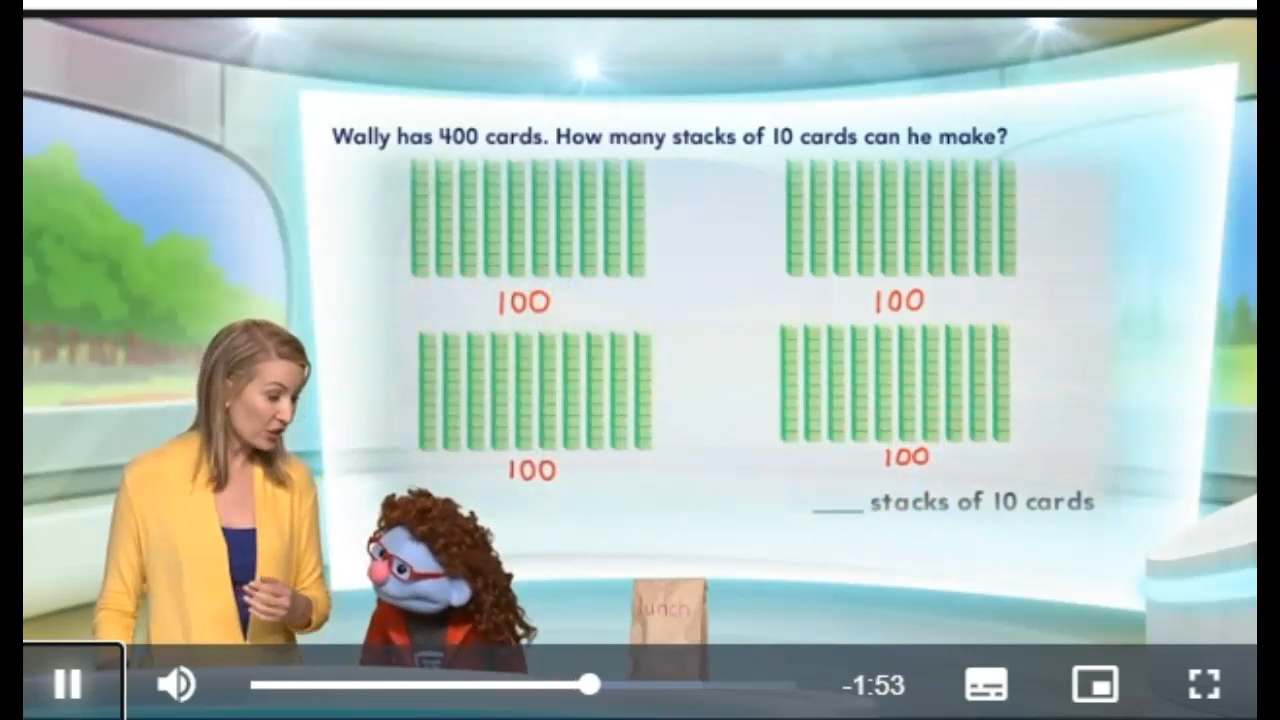 Wally has 400 cards. How many stacks of 10 cards can he make?
100
100
100
100
____ stacks of 10 cards
lunch
-1:53